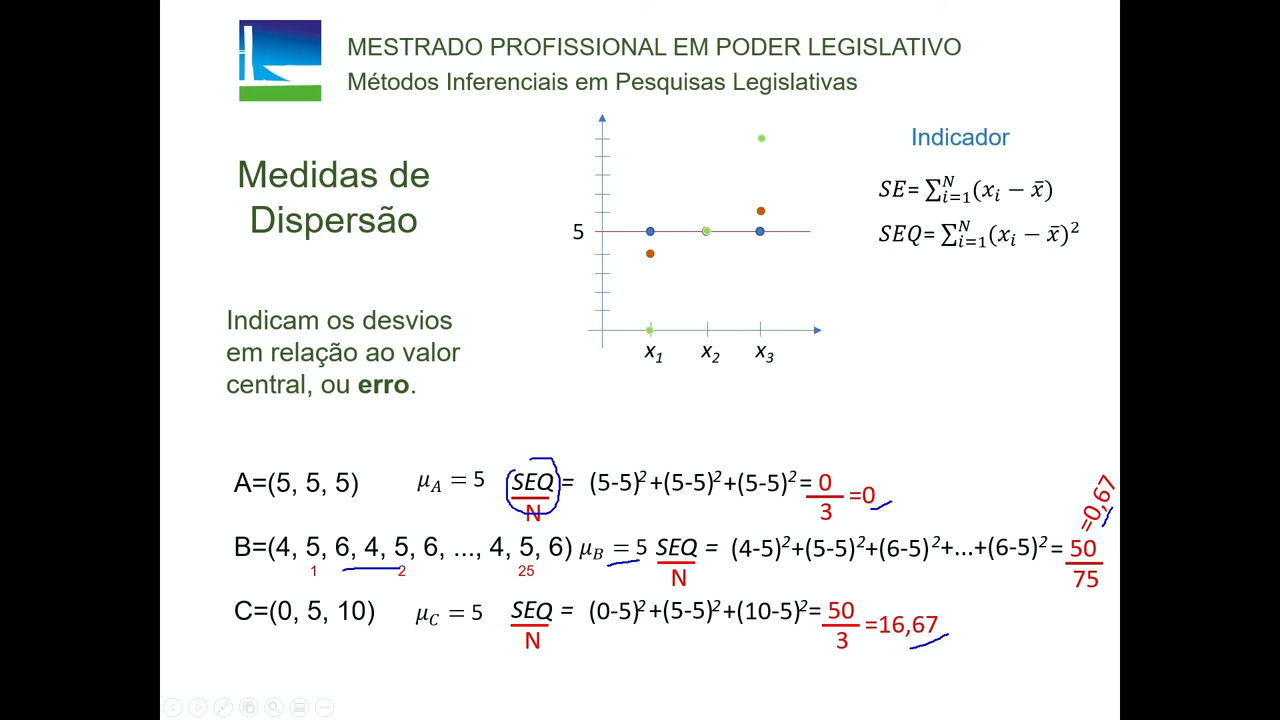 MESTRADO PROFISSIONAL EM PODER LEGISLATIVO
Métodos Inferenciais em Pesquisas Legislativas
Medidas de
Dispersão
Indicam os desvios
em relação ao valor
central, ou erro.
5
x₁ x₂ x₃
Indicador
SE= ∑ᵢ₌₁ᴺ(xᵢ − x̄)
SEQ= ∑ᵢ₌₁ᴺ(xᵢ − x̄)²
A=(5, 5, 5) μ_A = 5 SEQ/N = (5-5)²+(5-5)²+(5-5)²= 0/3 =0
B=(4, 5, 6, 4, 5, 6, ..., 4, 5, 6) μ_B = 5 SEQ/N = (4-5)²+(5-5)²+(6-5)²+...+(6-5)²= 50/75 =0,67
1 2 25
C=(0, 5, 10) μ_C = 5 SEQ/N = (0-5)²+(5-5)²+(10-5)²= 50/3 =16,67